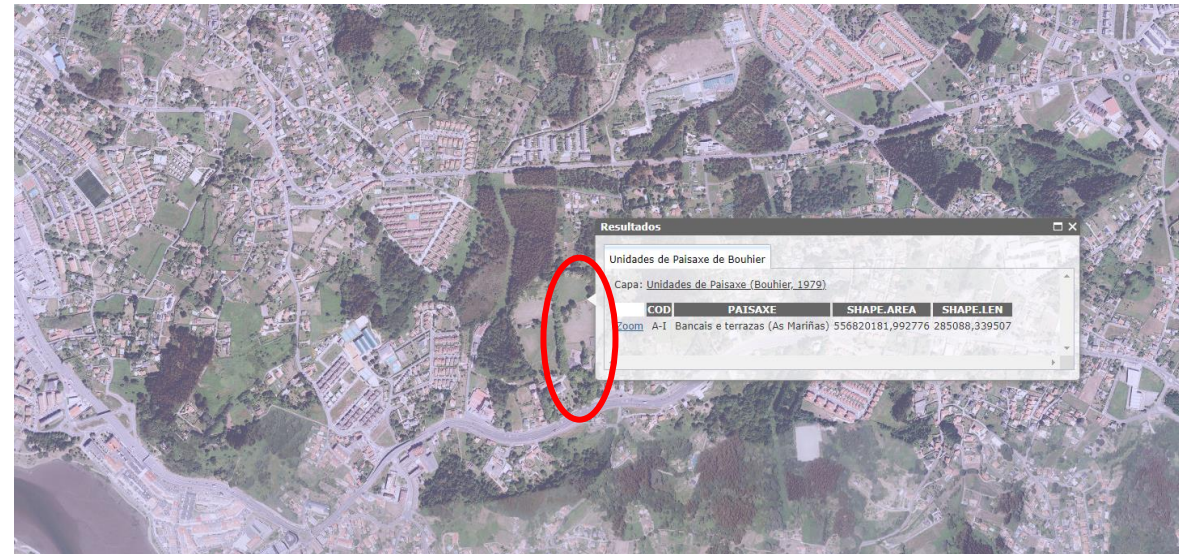 Resultados
Unidades de Paisaxe de Bouhier
Capa: Unidades de Paisaxe (Bouhier, 1979)
COD PAISAXE SHAPE.AREA SHAPE.LEN
Zoom A-I Bancais e terrazas (As Mariñas) 556820181,992776 285088,339507